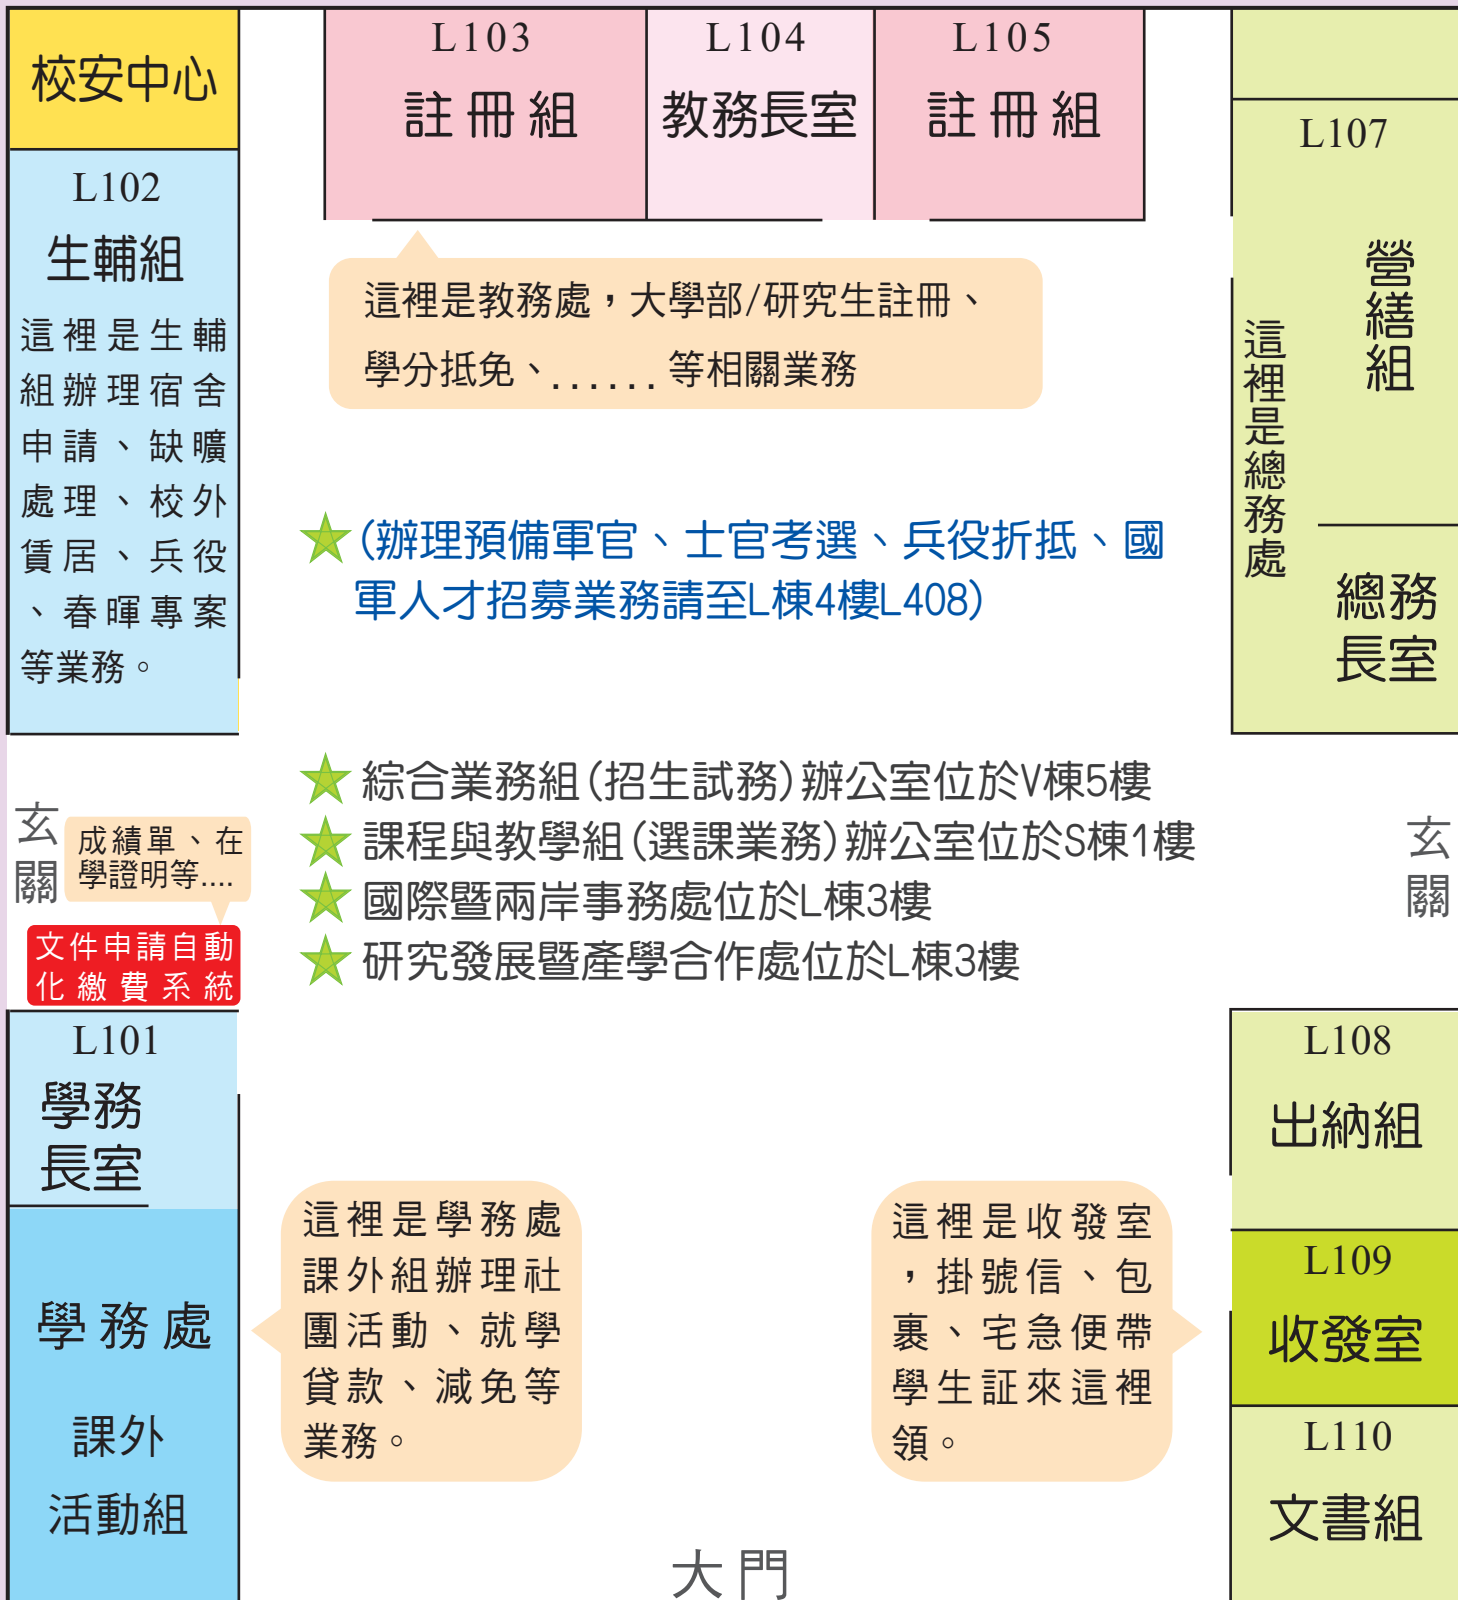 校安中心
L102
生輔組
這裡是生輔
組辦理宿舍
申請、缺曠
處理、校外
賃居、兵役
、春暉專案
等業務。
L103
註冊組
L104
教務長室
L105
註冊組
這裡是教務處，大學部/研究生註冊、
學分抵免、......等相關業務
L107
營繕組
這裡是總務處
總務
長室
(辦理預備軍官、士官考選、兵役折抵、國
軍人才招募業務請至L棟4樓L408)
綜合業務組(招生試務)辦公室位於V棟5樓
課程與教學組(選課業務)辦公室位於S棟1樓
國際暨兩岸事務處位於L棟3樓
研究發展暨產學合作處位於L棟3樓
玄關
成績單、在
學證明等....
文件申請自動
化繳費系統
玄關
L101
學務
長室
學務處
課外
活動組
這裡是學務處
課外組辦理社
團活動、就學
貸款、減免等
業務。
這裡是收發室
，掛號信、包
裹、宅急便帶
學生証來這裡
領。
L108
出納組
L109
收發室
L110
文書組
大門